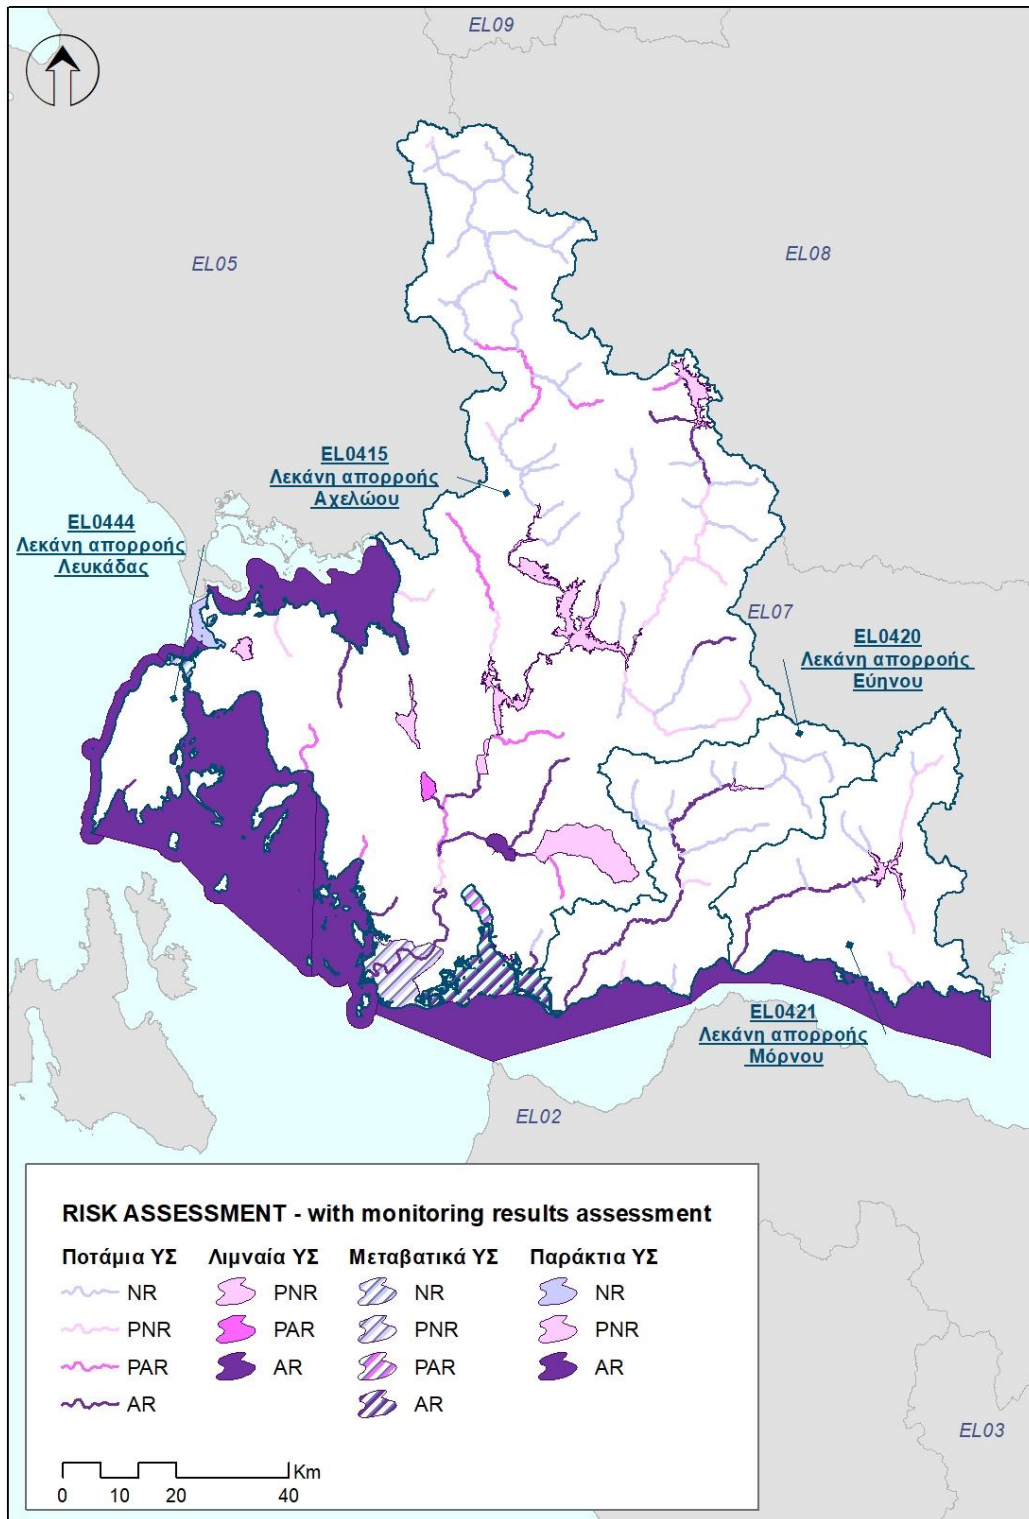 EL09
EL05
EL08
EL0415
Λεκάνη απορροής
Αχελώου
EL0444
Λεκάνη απορροής
Λευκάδας
EL07
EL0420
Λεκάνη απορροής
Εύηνου
EL0421
Λεκάνη απορροής
Μόρνου
EL02
RISK ASSESSMENT - with monitoring results assessment
Ποτάμια ΥΣ Λιμναία ΥΣ Μεταβατικά ΥΣ Παράκτια ΥΣ
NR PNR NR NR
PNR PAR PNR PNR
PAR AR PAR AR
AR AR
Km
0 10 20 40
EL03